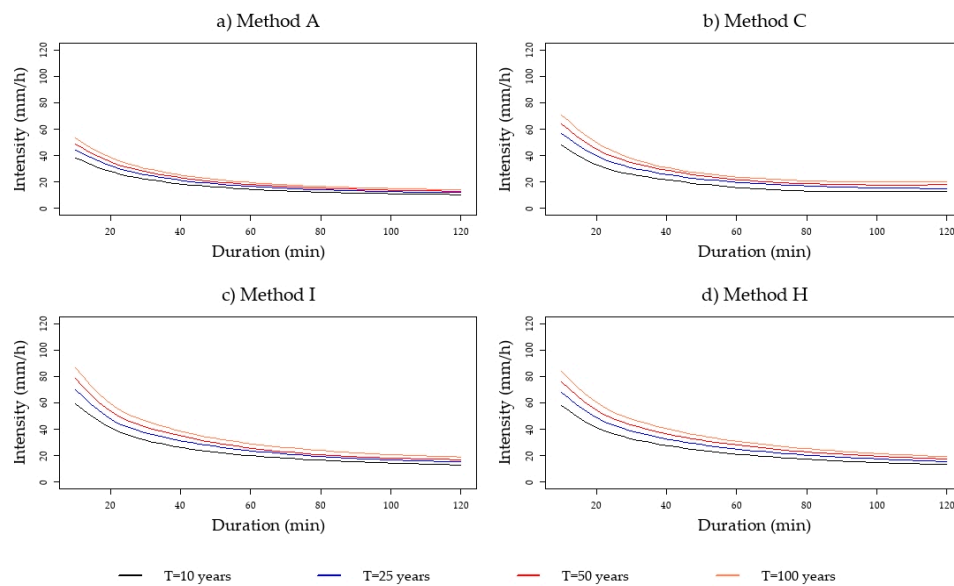 a) Method A
b) Method C
Intensity (mm/h)
0 20 40 60 80 100 120
20 40 60 80 100 120
Duration (min)
Intensity (mm/h)
0 20 40 60 80 100 120
20 40 60 80 100 120
Duration (min)
c) Method I
d) Method H
Intensity (mm/h)
0 20 40 60 80 100 120
20 40 60 80 100 120
Duration (min)
Intensity (mm/h)
0 20 40 60 80 100 120
20 40 60 80 100 120
Duration (min)
T=10 years T=25 years T=50 years T=100 years